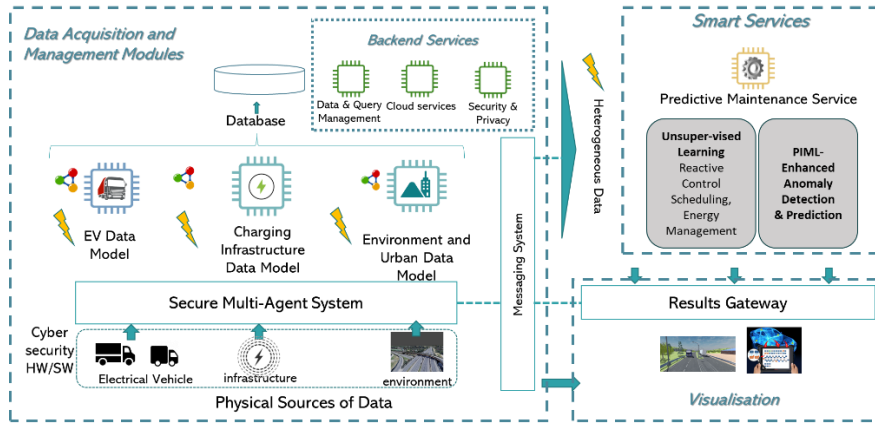 Data Acquisition and
Management Modules
Backend Services
Data & Query
Management
Cloud services
Security &
Privacy
Database
EV Data
Model
Charging
Infrastructure
Data Model
Environment and
Urban Data
Model
Secure Multi-Agent System
Cyber
security
HW/SW
Electrical Vehicle
infrastructure
environment
Physical Sources of Data
Messaging System
Heterogeneous Data
Smart Services
Predictive Maintenance Service
Unsuper-vised
Learning
Reactive
Control
Scheduling,
Energy
Management
PIML-
Enhanced
Anomaly
Detection
& Prediction
Results Gateway
Visualisation